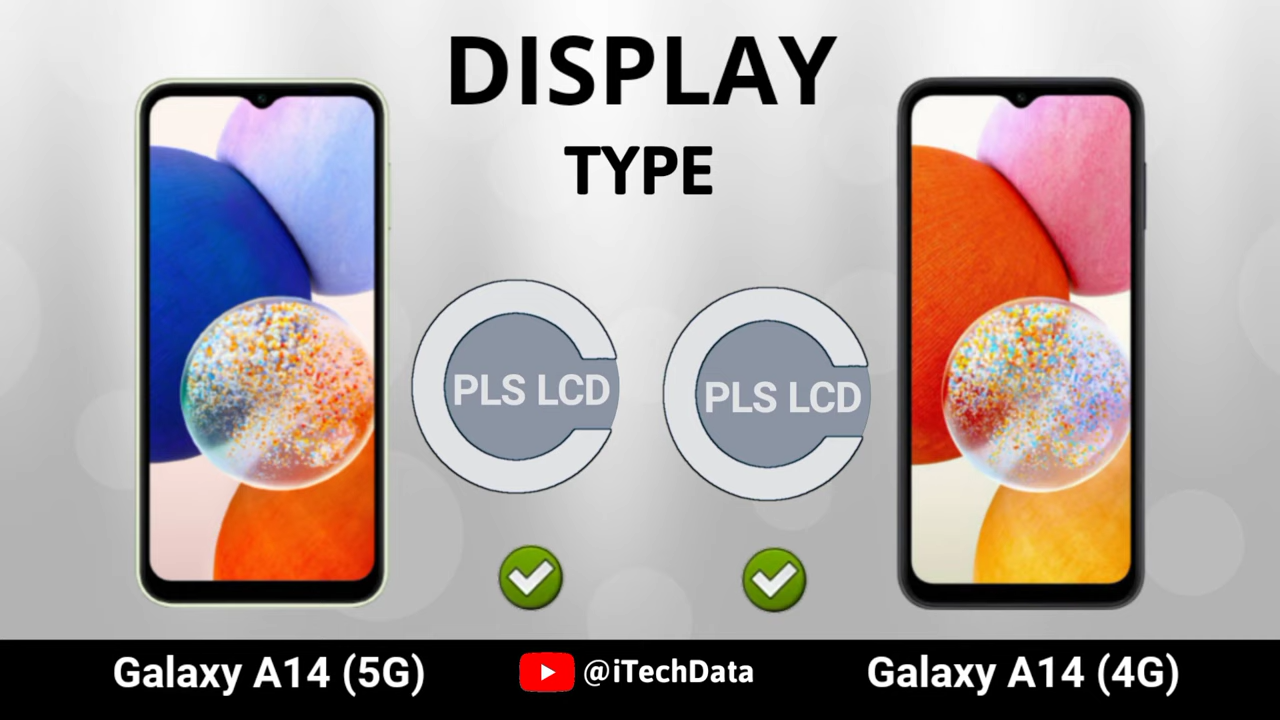 DISPLAY
TYPE
PLS LCD
PLS LCD
Galaxy A14 (5G)
@iTechData
Galaxy A14 (4G)